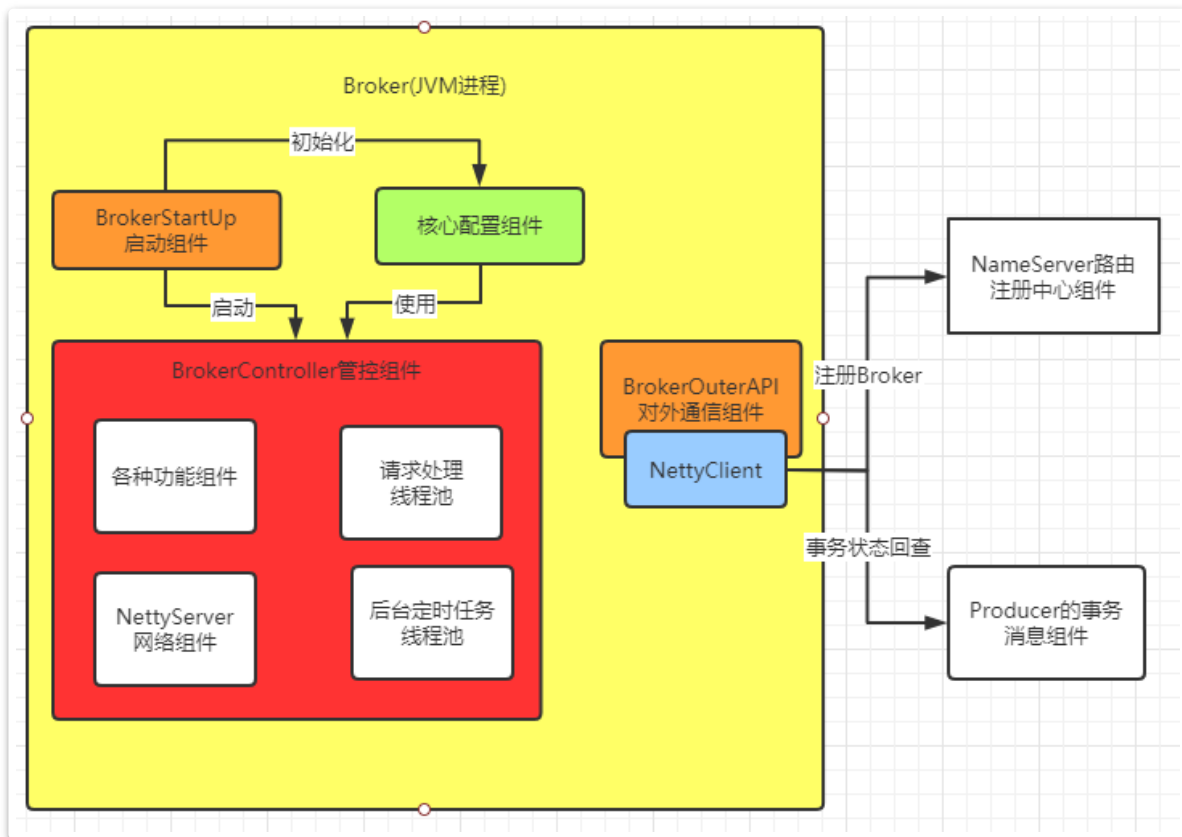 Broker(JVM进程)
初始化
BrokerStartUp
启动组件
核心配置组件
启动
使用
BrokerController管控组件
各种功能组件
请求处理
线程池
NettyServer
网络组件
后台定时任务
线程池
BrokerOuterAPI
对外通信组件
NettyClient
注册Broker
事务状态回查
NameServer路由
注册中心组件
Producer的事务
消息组件